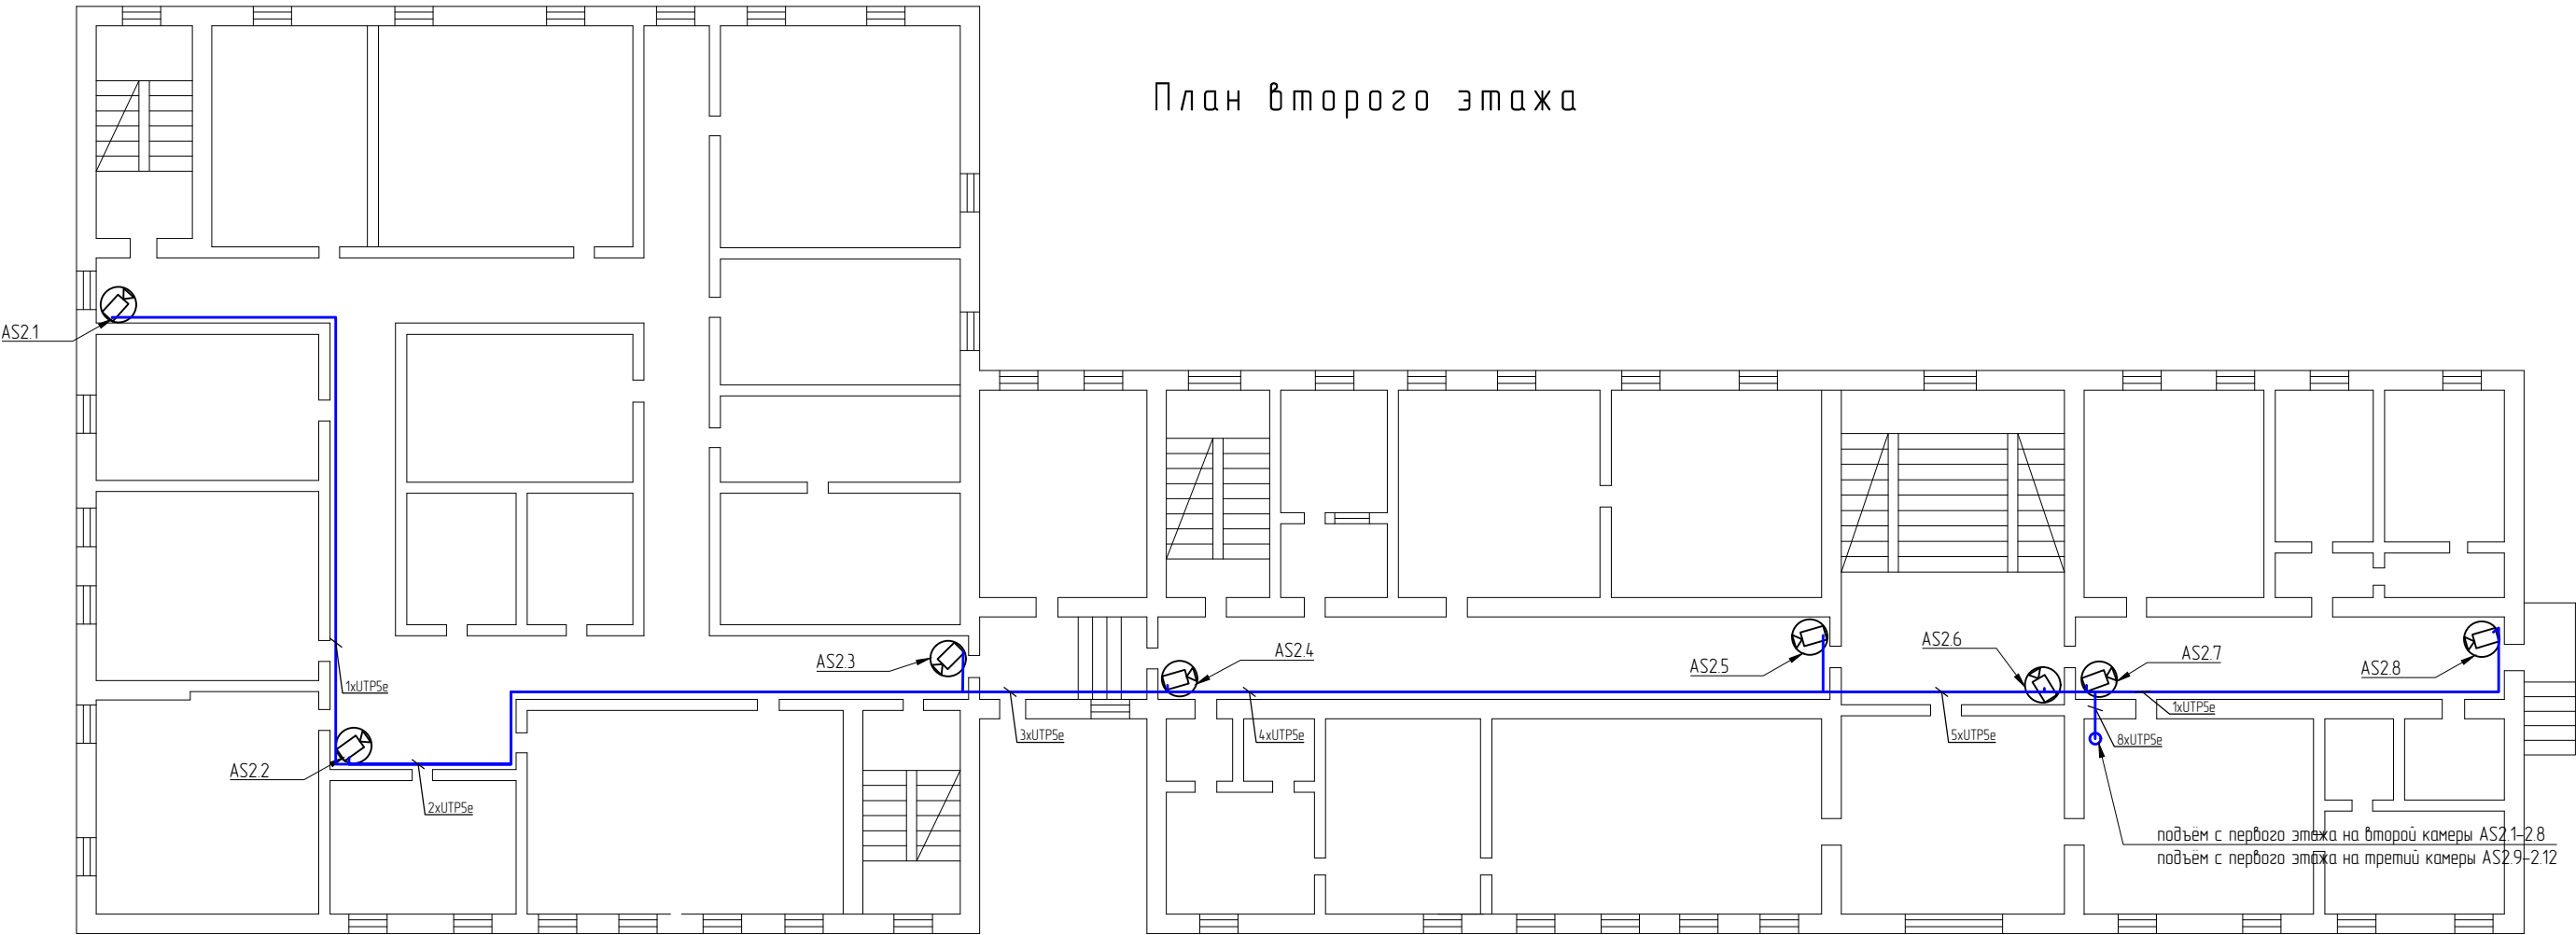 План второго этажа
AS2.1
1xUTP5e
AS2.2
2xUTP5e
AS2.3
3xUTP5e
AS2.4
4xUTP5e
AS2.5
AS2.6
5xUTP5e
AS2.7
1xUTP5e
8xUTP5e
AS2.8
подъём с первого этажа на второй камеры AS2.1-2.8
подъём с первого этажа на третий камеры AS2.9-2.12